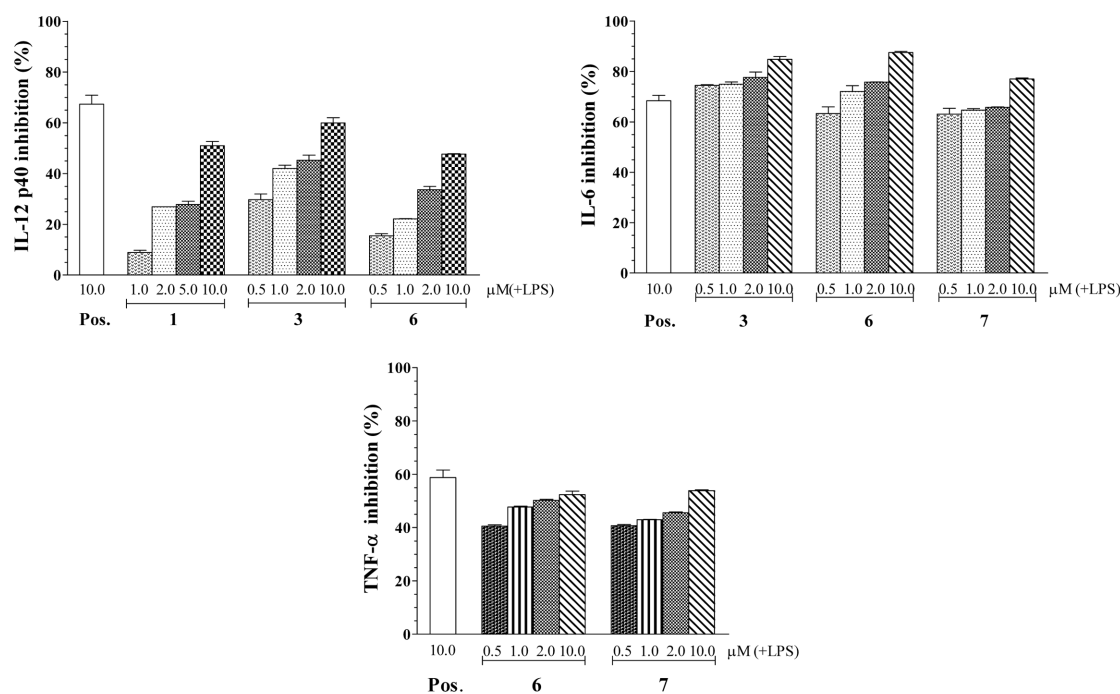 IL-12 p40 inhibition (%)
100
80
60
40
20
0
10.0 1.0 2.0 5.0 10.0 0.5 1.0 2.0 10.0 0.5 1.0 2.0 10.0 μM(+LPS)
Pos. 1 3 6
IL-6 inhibition (%)
100
80
60
40
20
0
10.0 0.5 1.0 2.0 10.0 0.5 1.0 2.0 10.0 0.5 1.0 2.0 10.0 μM (+LPS)
Pos. 3 6 7
TNF-α inhibition (%)
100
80
60
40
20
0
10.0 0.5 1.0 2.0 10.0 0.5 1.0 2.0 10.0 μM (+LPS)
Pos. 6 7